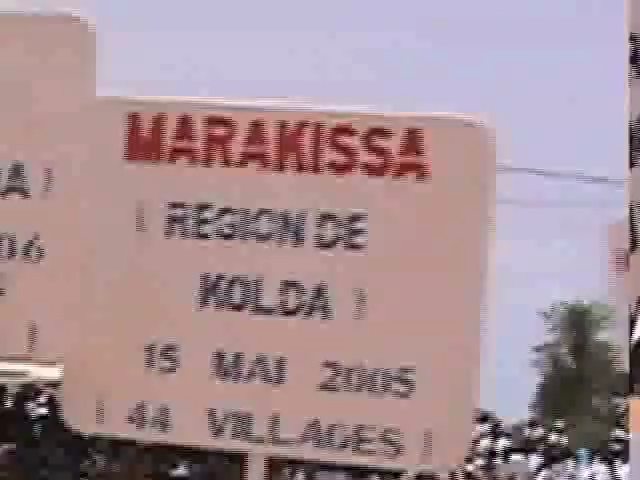 MARAKISSA
( REGION DE
KOLDA )
15 MAI 2005
( 44 VILLAGES )